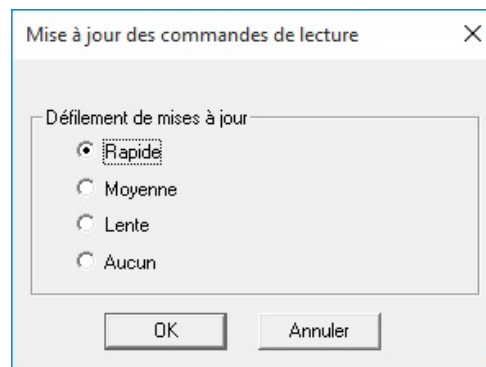 Mise à jour des commandes de lecture
Défilement de mises à jour
Rapide
Moyenne
Lente
Aucun
OK Annuler